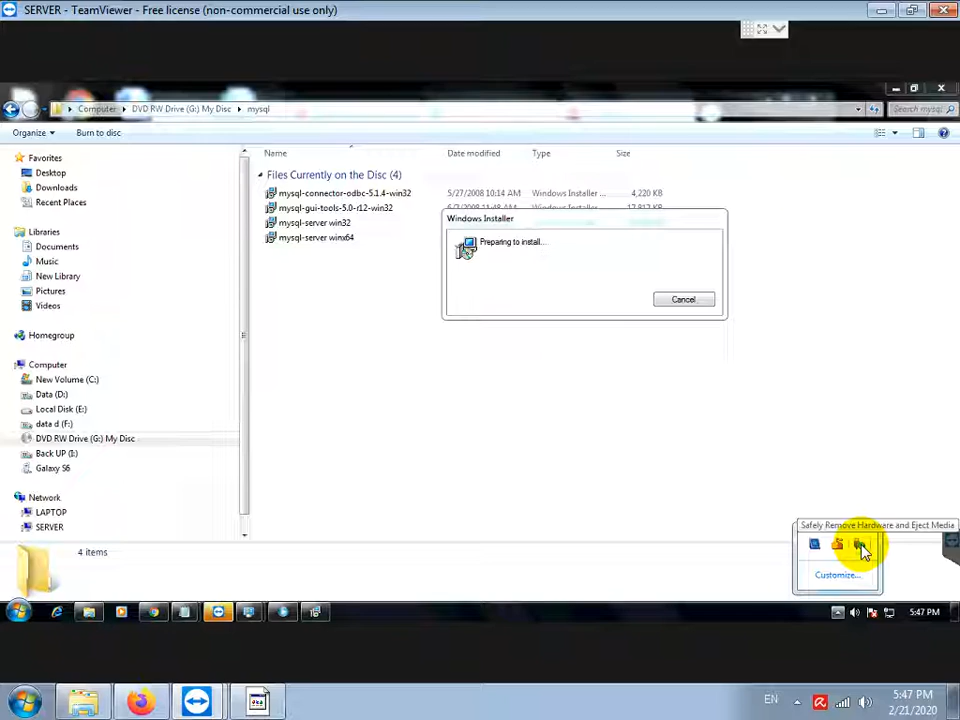 SERVER - TeamViewer - Free license (non-commercial use only)
Computer DVD RW Drive (G:) My Disc mysql
Search mysql
Organize Burn to disc
Favorites
Desktop
Downloads
Recent Places
Libraries
Documents
Music
New Library
Pictures
Videos
Homegroup
Computer
New Volume (C:)
Data (D:)
Local Disk (E:)
data d (F:)
DVD RW Drive (G:) My Disc
Back UP (I:)
Galaxy S6
Network
LAPTOP
SERVER
Name Date modified Type Size
Files Currently on the Disc (4)
mysql-connector-odbc-5.1.4-win32 5/27/2008 10:14 AM Windows Installer ... 4,220 KB
mysql-gui-tools-5.0-r12-win32
mysql-server win32
mysql-server winx64
Windows Installer
Preparing to install...
Cancel
4 items
Safely Remove Hardware and Eject Media
Customize...
5:47 PM
EN
5:47 PM
2/21/2020